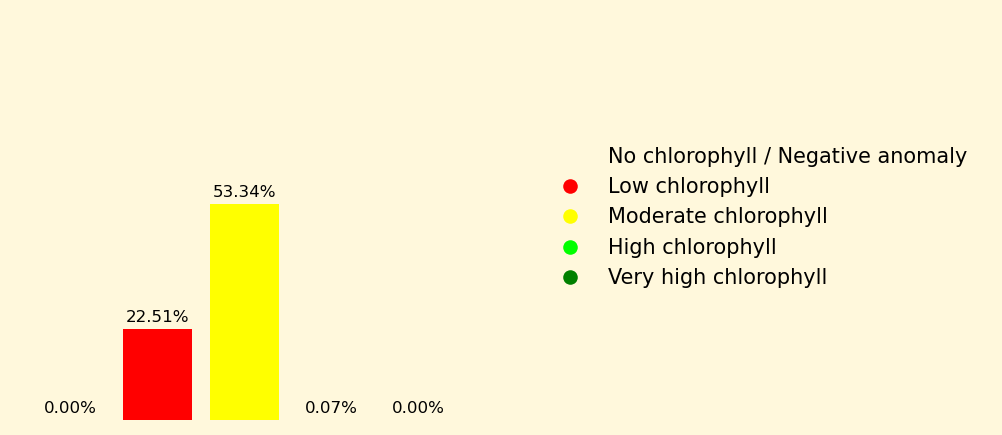 53.34%
22.51%
0.00%
0.07%
0.00%
No chlorophyll / Negative anomaly
Low chlorophyll
Moderate chlorophyll
High chlorophyll
Very high chlorophyll